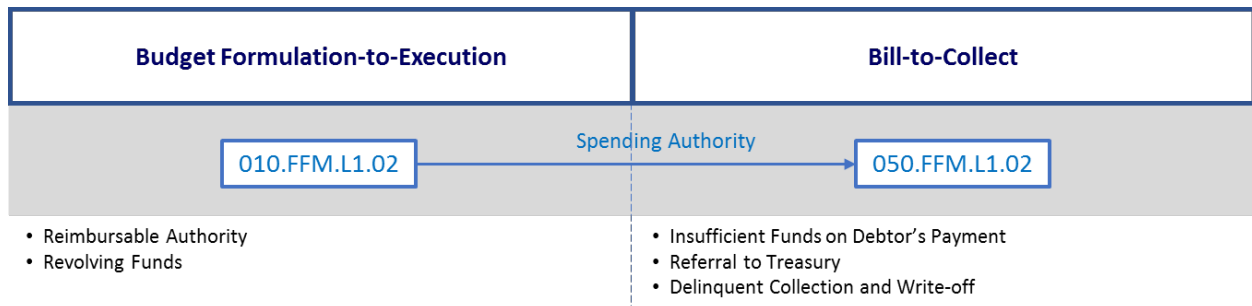 Budget Formulation-to-Execution
Bill-to-Collect
Spending Authority
010.FFM.L1.02
050.FFM.L1.02
• Reimbursable Authority
• Revolving Funds
• Insufficient Funds on Debtor's Payment
• Referral to Treasury
• Delinquent Collection and Write-off